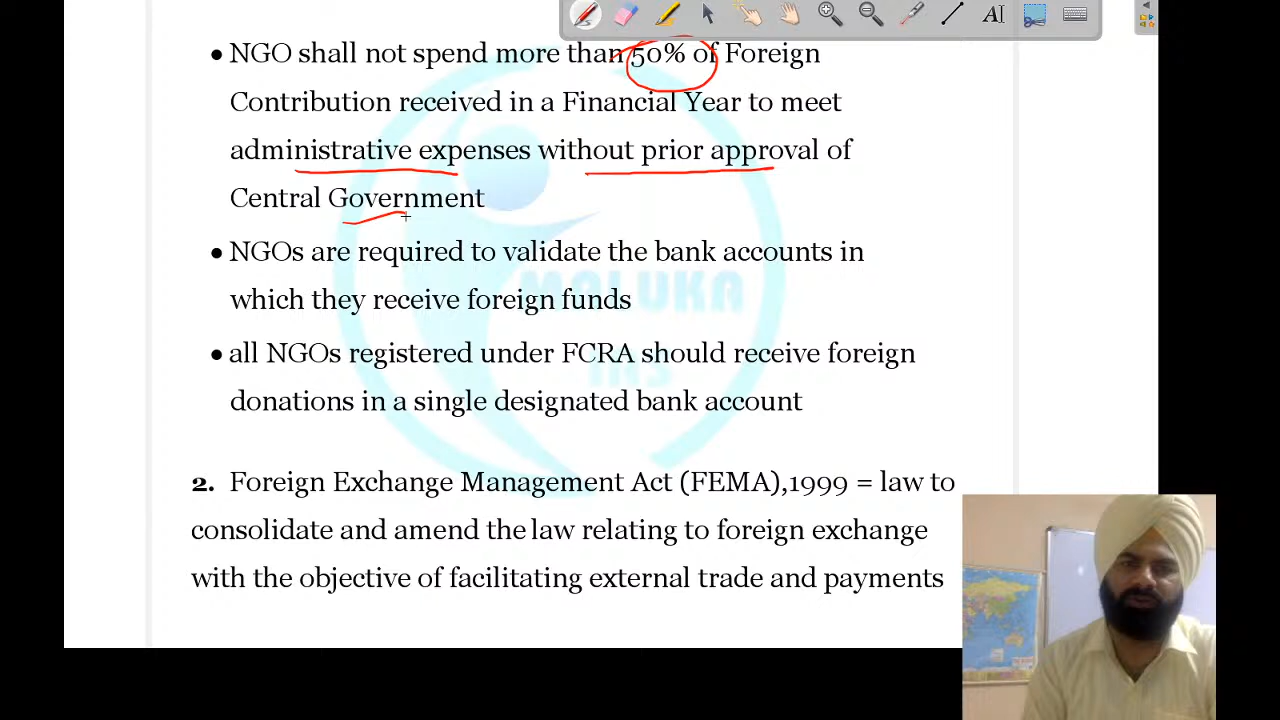 NGO shall not spend more than 50% of Foreign
Contribution received in a Financial Year to meet
administrative expenses without prior approval of
Central Government
NGOs are required to validate the bank accounts in
which they receive foreign funds
all NGOs registered under FCRA should receive foreign
donations in a single designated bank account
2. Foreign Exchange Management Act (FEMA),1999 = law to
consolidate and amend the law relating to foreign exchange
with the objective of facilitating external trade and payments
MALUKA
IAS